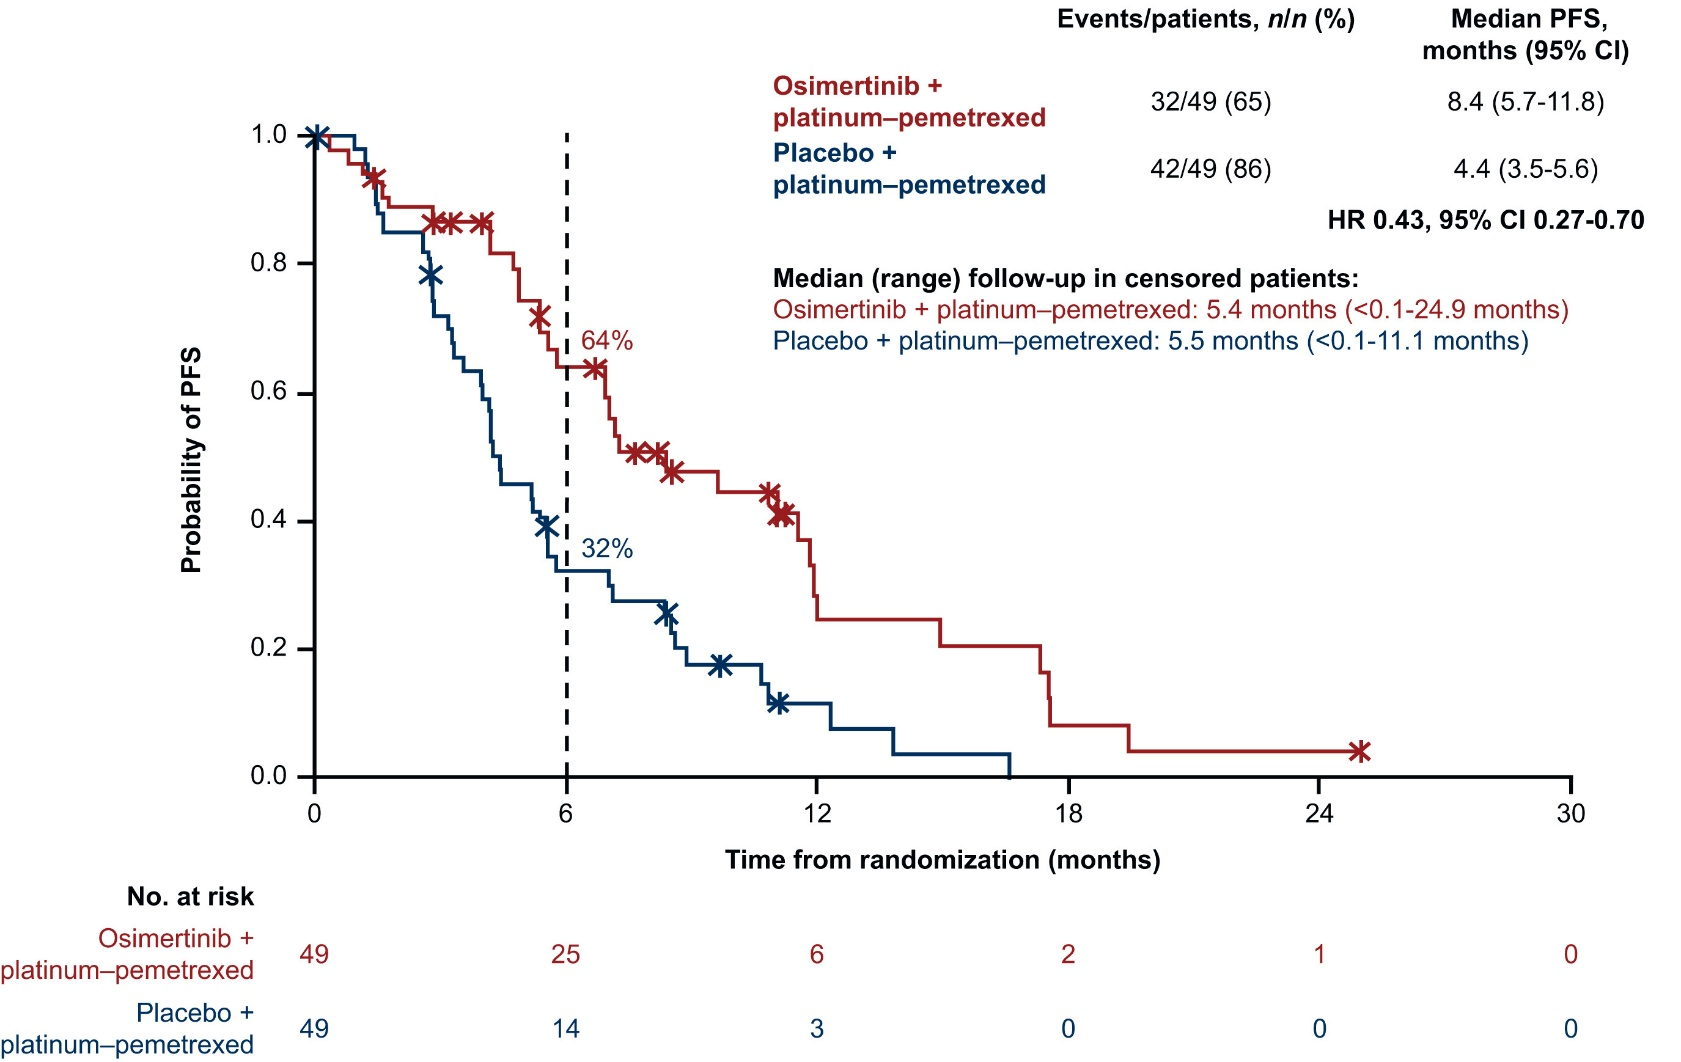 Events/patients, n/n (%)
Median PFS,
months (95% CI)
Osimertinib +
platinum–pemetrexed
32/49 (65)
8.4 (5.7-11.8)
Placebo +
platinum–pemetrexed
42/49 (86)
4.4 (3.5-5.6)
HR 0.43, 95% CI 0.27-0.70
Median (range) follow-up in censored patients:
Osimertinib + platinum–pemetrexed: 5.4 months (<0.1-24.9 months)
Placebo + platinum–pemetrexed: 5.5 months (<0.1-11.1 months)
Probability of PFS
1.0
0.8
0.6
0.4
0.2
0.0
64%
32%
0 6 12 18 24 30
Time from randomization (months)
No. at risk
Osimertinib +
platinum–pemetrexed
49 25 6 2 1 0
Placebo +
platinum–pemetrexed
49 14 3 0 0 0